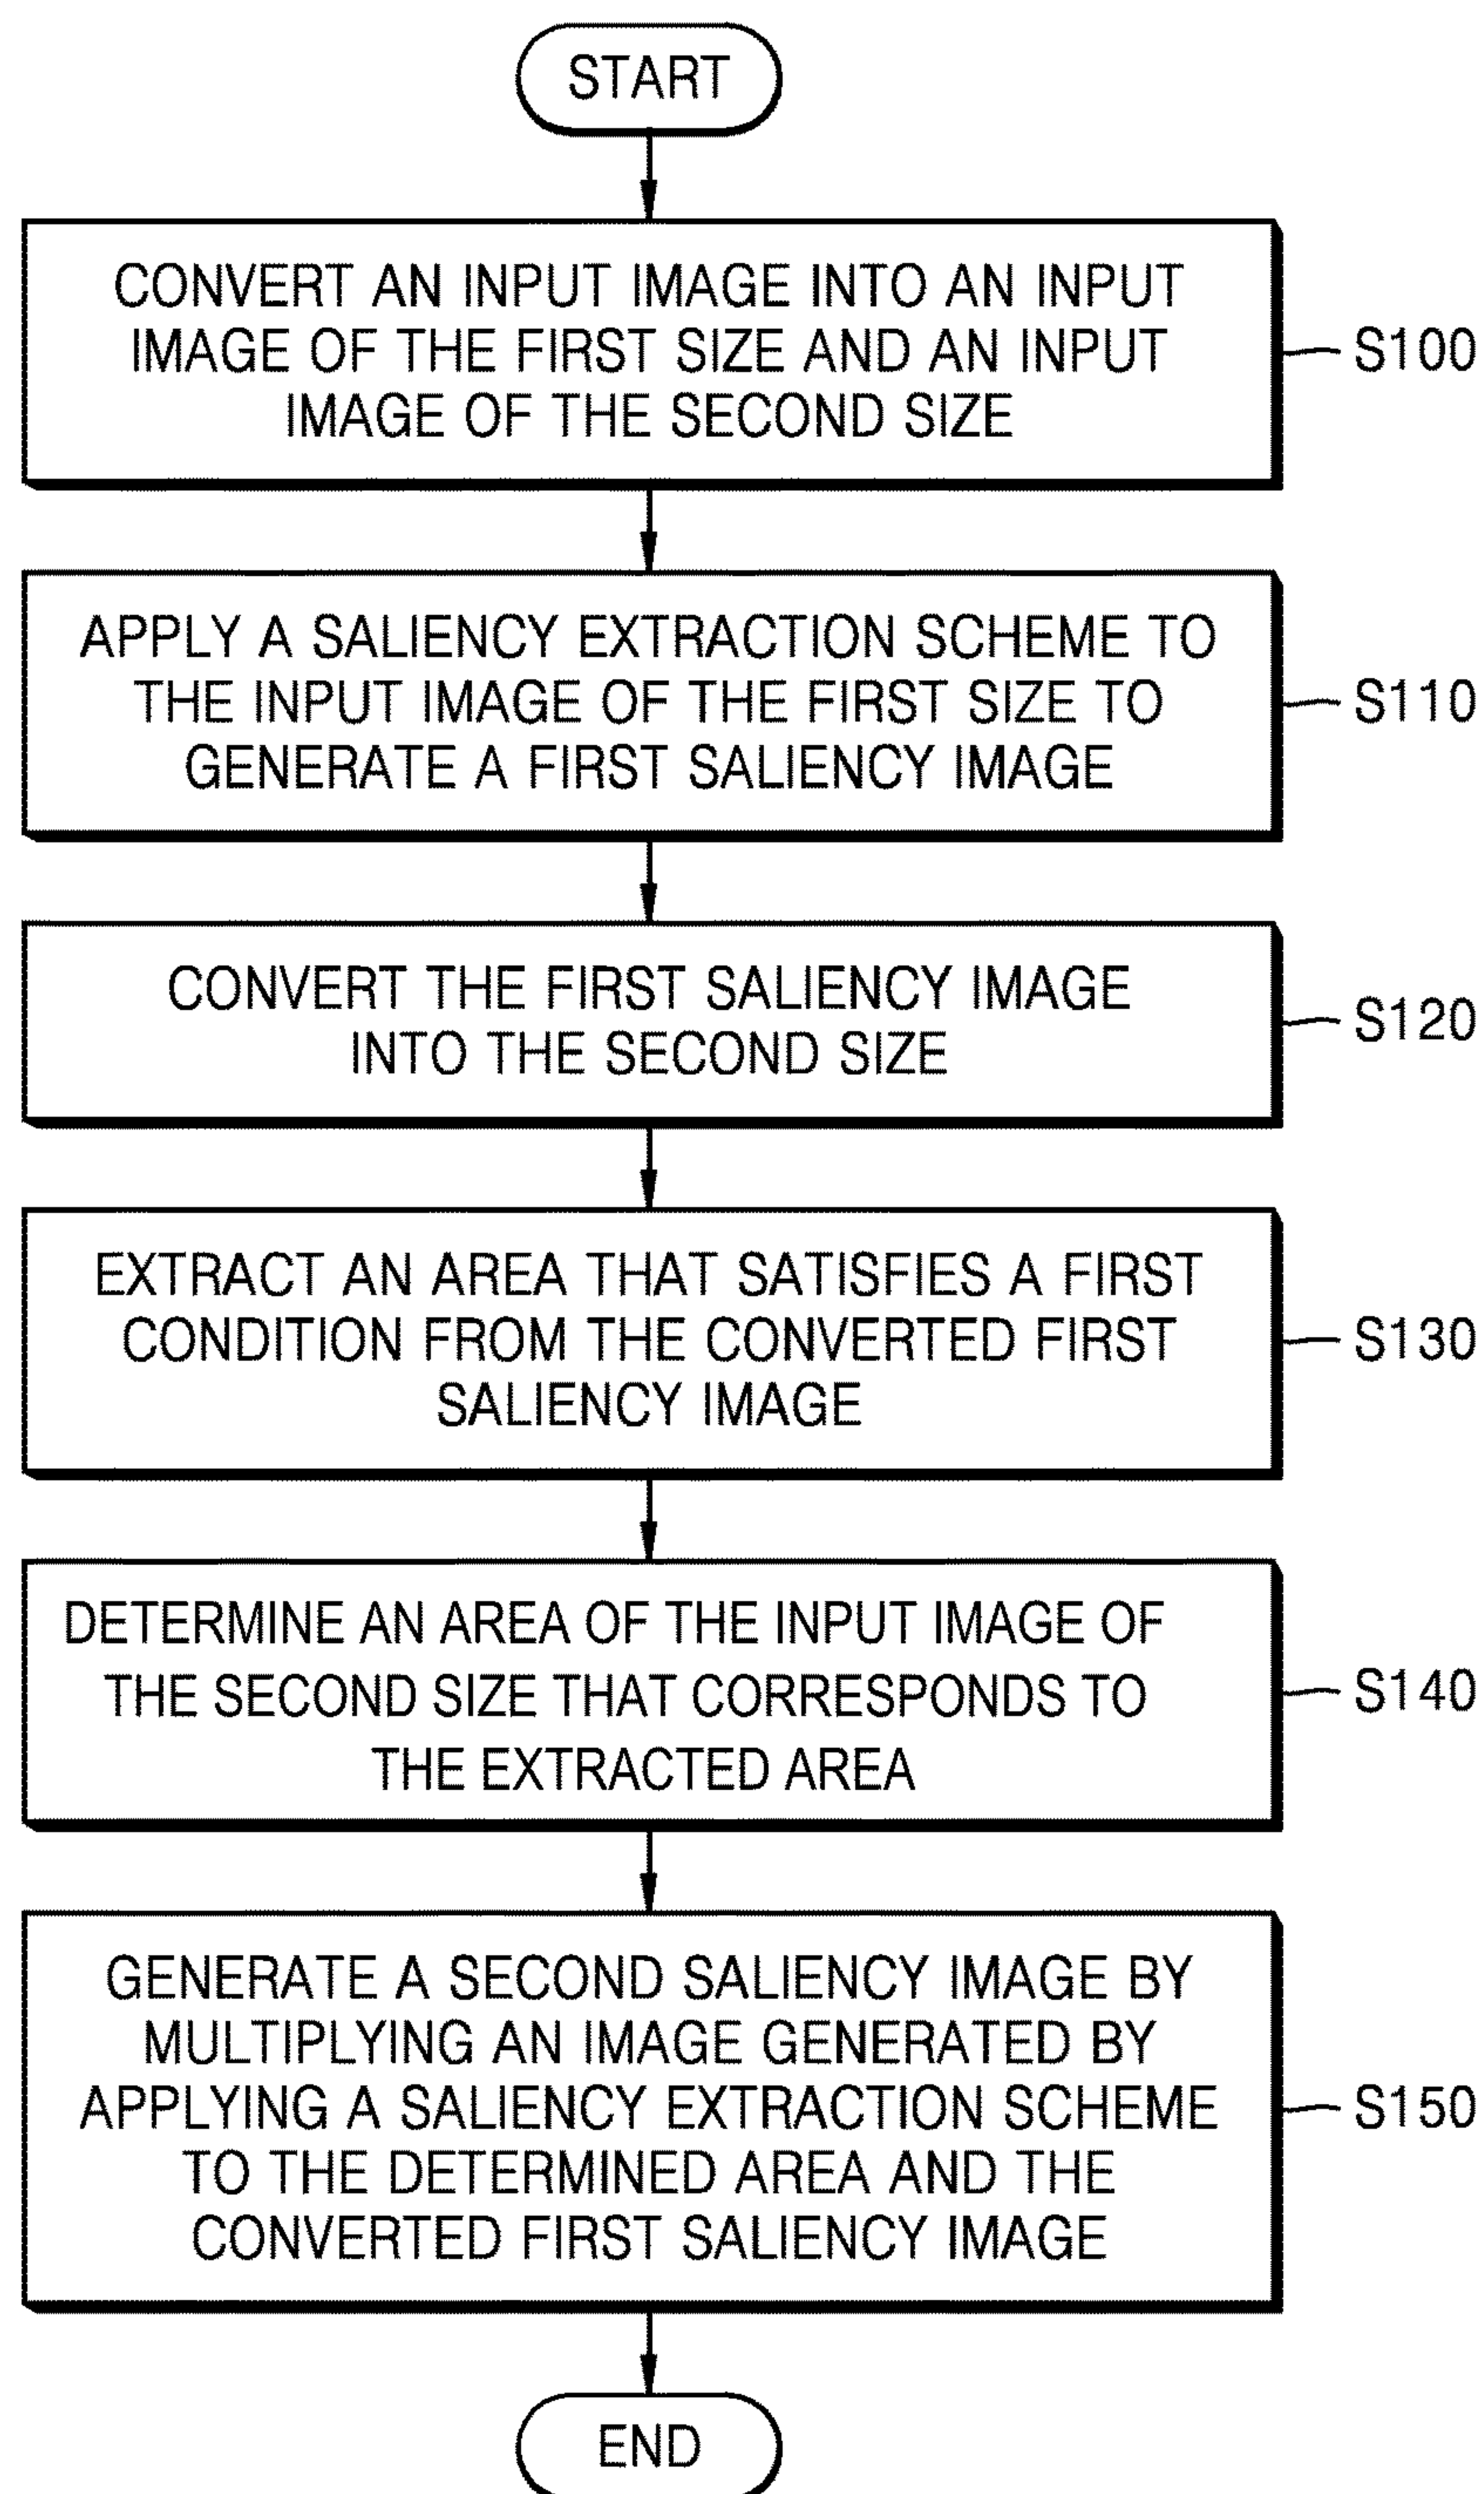 START
CONVERT AN INPUT IMAGE INTO AN INPUT
IMAGE OF THE FIRST SIZE AND AN INPUT
IMAGE OF THE SECOND SIZE
S100
APPLY A SALIENCY EXTRACTION SCHEME TO
THE INPUT IMAGE OF THE FIRST SIZE TO
GENERATE A FIRST SALIENCY IMAGE
S110
CONVERT THE FIRST SALIENCY IMAGE
INTO THE SECOND SIZE
S120
EXTRACT AN AREA THAT SATISFIES A FIRST
CONDITION FROM THE CONVERTED FIRST
SALIENCY IMAGE
S130
DETERMINE AN AREA OF THE INPUT IMAGE OF
THE SECOND SIZE THAT CORRESPONDS TO
THE EXTRACTED AREA
S140
GENERATE A SECOND SALIENCY IMAGE BY
MULTIPLYING AN IMAGE GENERATED BY
APPLYING A SALIENCY EXTRACTION SCHEME
TO THE DETERMINED AREA AND THE
CONVERTED FIRST SALIENCY IMAGE
S150
END